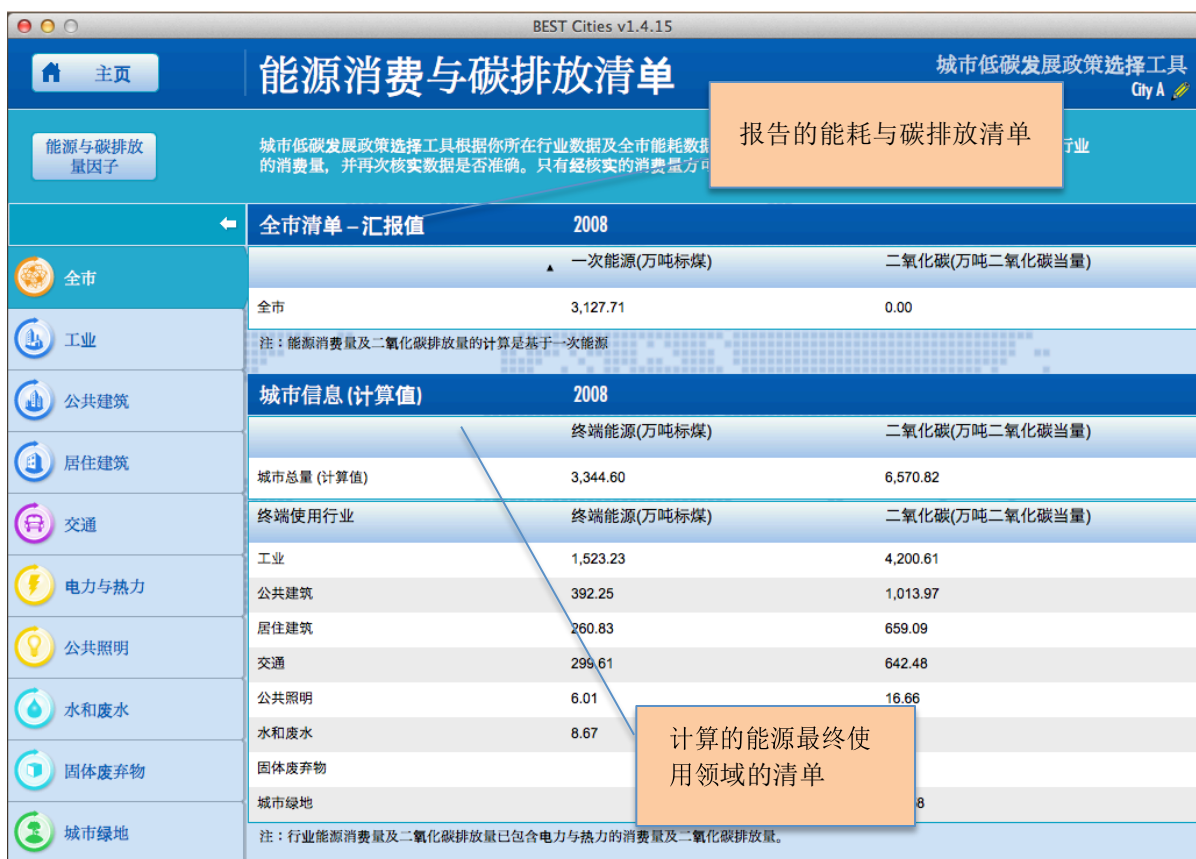 BEST Cities v1.4.15
主页
能源消费与碳排放清单
城市低碳发展政策选择工具
City A
能源与碳排放
量因子
城市低碳发展政策选择工具根据你所在行业数据及全市能耗数据
行业
的消费量，并再次核实数据是否准确。只有经核实的消费量方可
报告的能耗与碳排放清单
全市清单 – 汇报值 2008
一次能源(万吨标煤) 二氧化碳(万吨二氧化碳当量)
全市 3,127.71 0.00
注：能源消费量及二氧化碳排放量的计算是基于一次能源
城市信息 (计算值) 2008
终端能源(万吨标煤) 二氧化碳(万吨二氧化碳当量)
城市总量 (计算值) 3,344.60 6,570.82
终端使用行业 终端能源(万吨标煤) 二氧化碳(万吨二氧化碳当量)
工业 1,523.23 4,200.61
公共建筑 392.25 1,013.97
居住建筑 260.83 659.09
交通 299.61 642.48
公共照明 6.01 16.66
水和废水 8.67
固体废弃物
城市绿地 8
注：行业能源消费量及二氧化碳排放量已包含电力与热力的消费量及二氧化碳排放量。
计算的能源最终使
用领域的清单
全市
工业
公共建筑
居住建筑
交通
电力与热力
公共照明
水和废水
固体废弃物
城市绿地